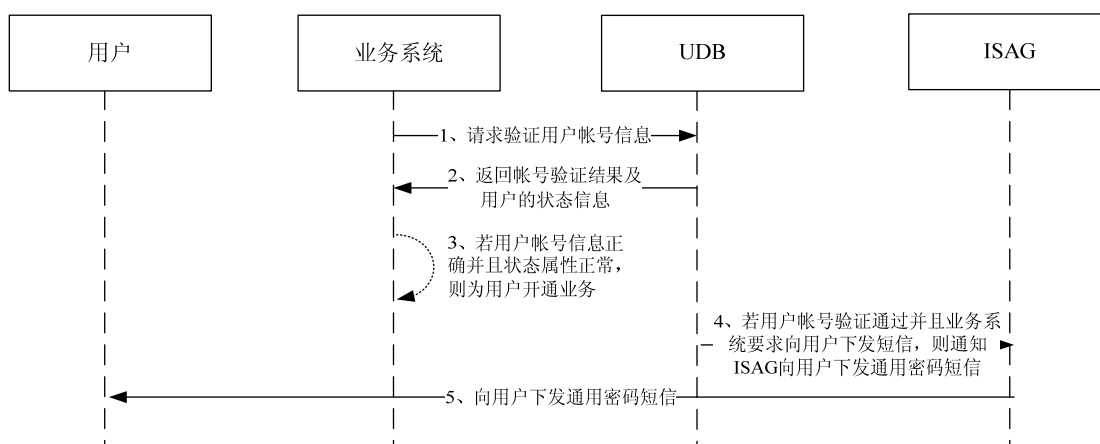 用户
业务系统
UDB
ISAG
1、请求验证用户帐号信息
2、返回帐号验证结果及
用户的状态信息
3、若用户帐号信息正
确并且状态属性正常，
则为用户开通业务
4、若用户帐号验证通过并且业务系
统要求向用户下发短信，则通知
ISAG向用户下发通用密码短信
5、向用户下发通用密码短信